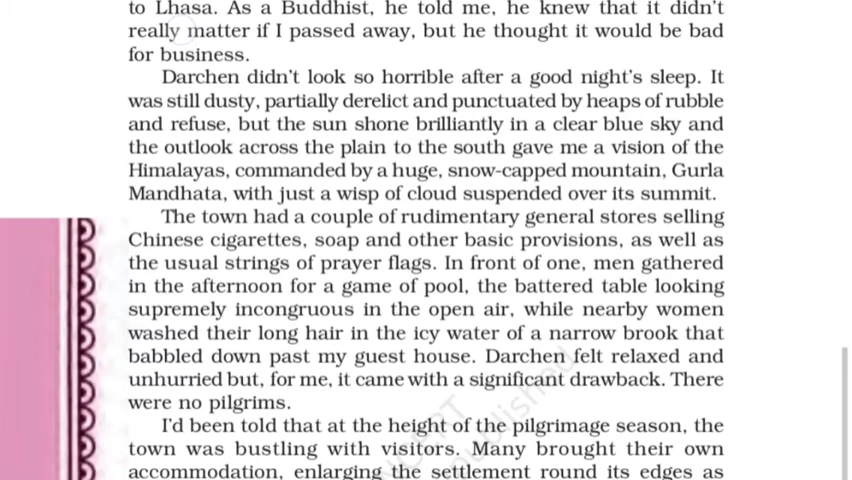 to Lhasa. As a Buddhist, he told me, he knew that it didn't
really matter if I passed away, but he thought it would be bad
for business.
Darchen didn't look so horrible after a good night's sleep. It
was still dusty, partially derelict and punctuated by heaps of rubble
and refuse, but the sun shone brilliantly in a clear blue sky and
the outlook across the plain to the south gave me a vision of the
Himalayas, commanded by a huge, snow-capped mountain, Gurla
Mandhata, with just a wisp of cloud suspended over its summit.
The town had a couple of rudimentary general stores selling
Chinese cigarettes, soap and other basic provisions, as well as
the usual strings of prayer flags. In front of one, men gathered
in the afternoon for a game of pool, the battered table looking
supremely incongruous in the open air, while nearby women
washed their long hair in the icy water of a narrow brook that
babbled down past my guest house. Darchen felt relaxed and
unhurried but, for me, it came with a significant drawback. There
were no pilgrims.
I'd been told that at the height of the pilgrimage season, the
town was bustling with visitors. Many brought their own
accommodation, enlarging the settlement round its edges as
NCERT
published